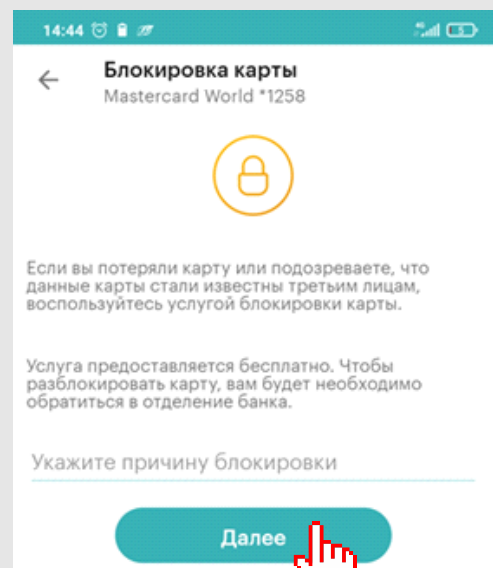 14:44
Блокировка карты
Mastercard World *1258
Если вы потеряли карту или подозреваете, что
данные карты стали известны третьим лицам,
воспользуйтесь услугой блокировки карты.
Услуга предоставляется бесплатно. Чтобы
разблокировать карту, вам будет необходимо
обратиться в отделение банка.
Укажите причину блокировки
Далее